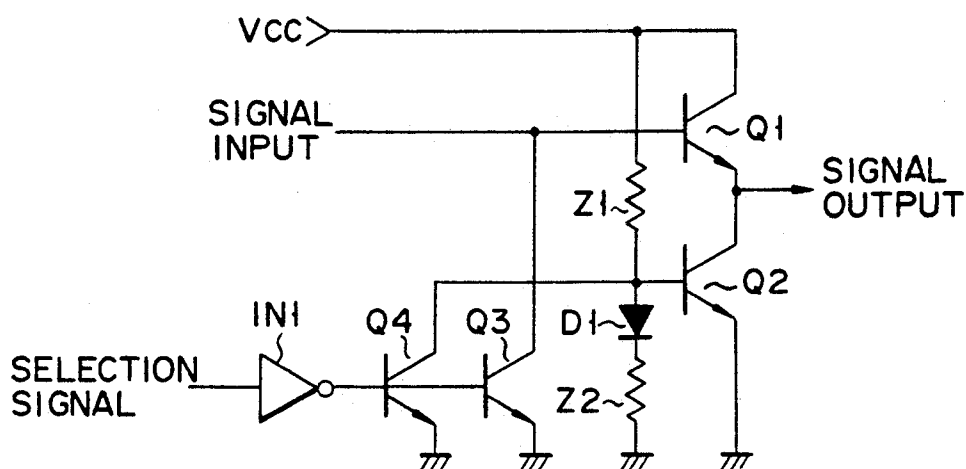 VCC
SIGNAL
INPUT
Q1
SIGNAL
OUTPUT
Z1
Q2
IN1
Q4
Q3
D1
SELECTION
SIGNAL
Z2